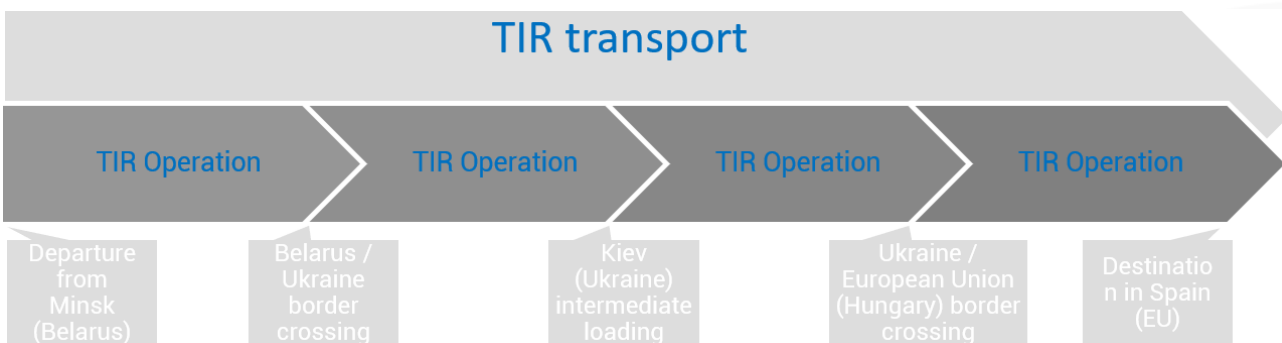 TIR transport
TIR Operation
TIR Operation
TIR Operation
TIR Operation
Departure
from
Minsk
(Belarus)
Belarus /
Ukraine
border
crossing
Kiev
(Ukraine)
intermediate
loading
Ukraine /
European Union
(Hungary) border
crossing
Destinatio
n in Spain
(EU)